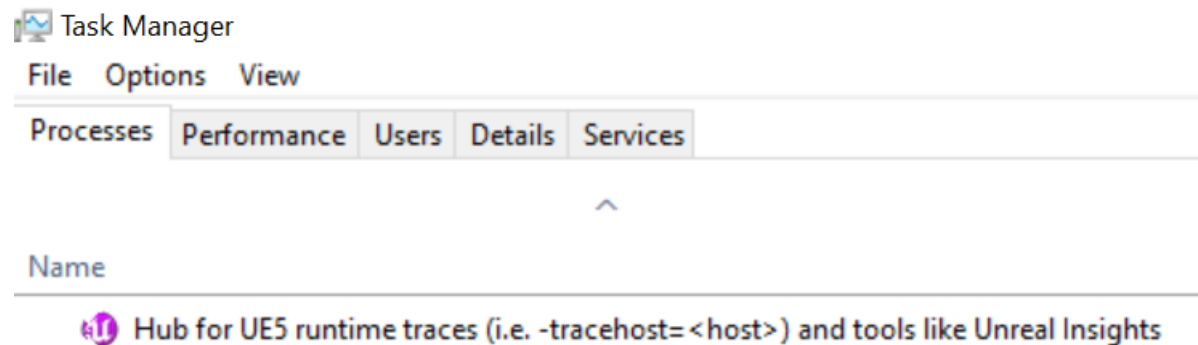 Task Manager
File Options View
Processes Performance Users Details Services
Name
Hub for UE5 runtime traces (i.e. -tracehost=<host>) and tools like Unreal Insights